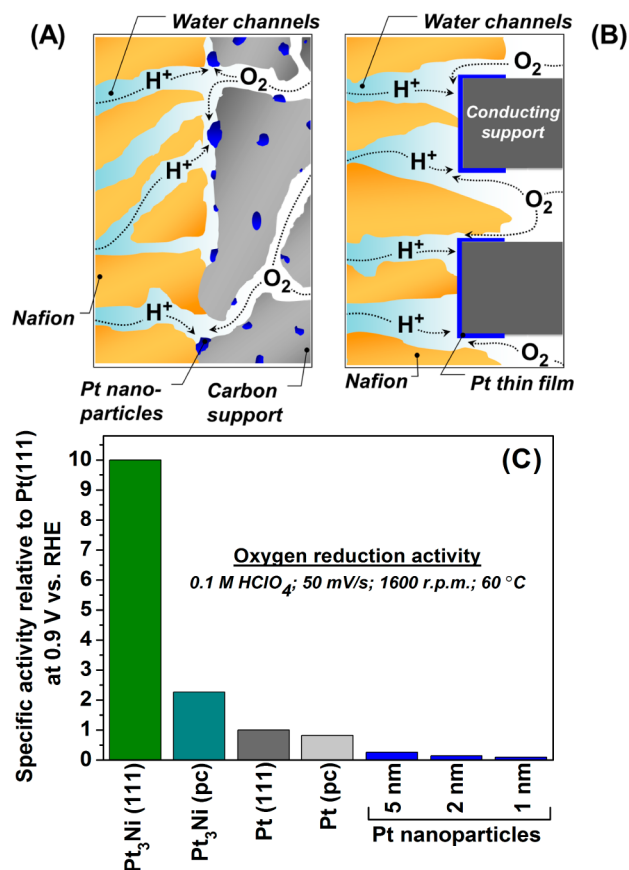 (A)
Water channels
H⁺
O₂
H⁺
O₂
H⁺
Nafion
Pt nano-
particles
Carbon
support
Water channels
(B)
O₂
H⁺
Conducting
support
H⁺
O₂
H⁺
H⁺
O₂
Nafion
Pt thin film
(C)
Specific activity relative to Pt(111)
at 0.9 V vs. RHE
10
9
8
7
6
5
4
3
2
1
0
Oxygen reduction activity
0.1 M HClO₄; 50 mV/s; 1600 r.p.m.; 60 °C
Pt₃Ni (111)
Pt₃Ni (pc)
Pt (111)
Pt (pc)
5 nm
2 nm
1 nm
Pt nanoparticles